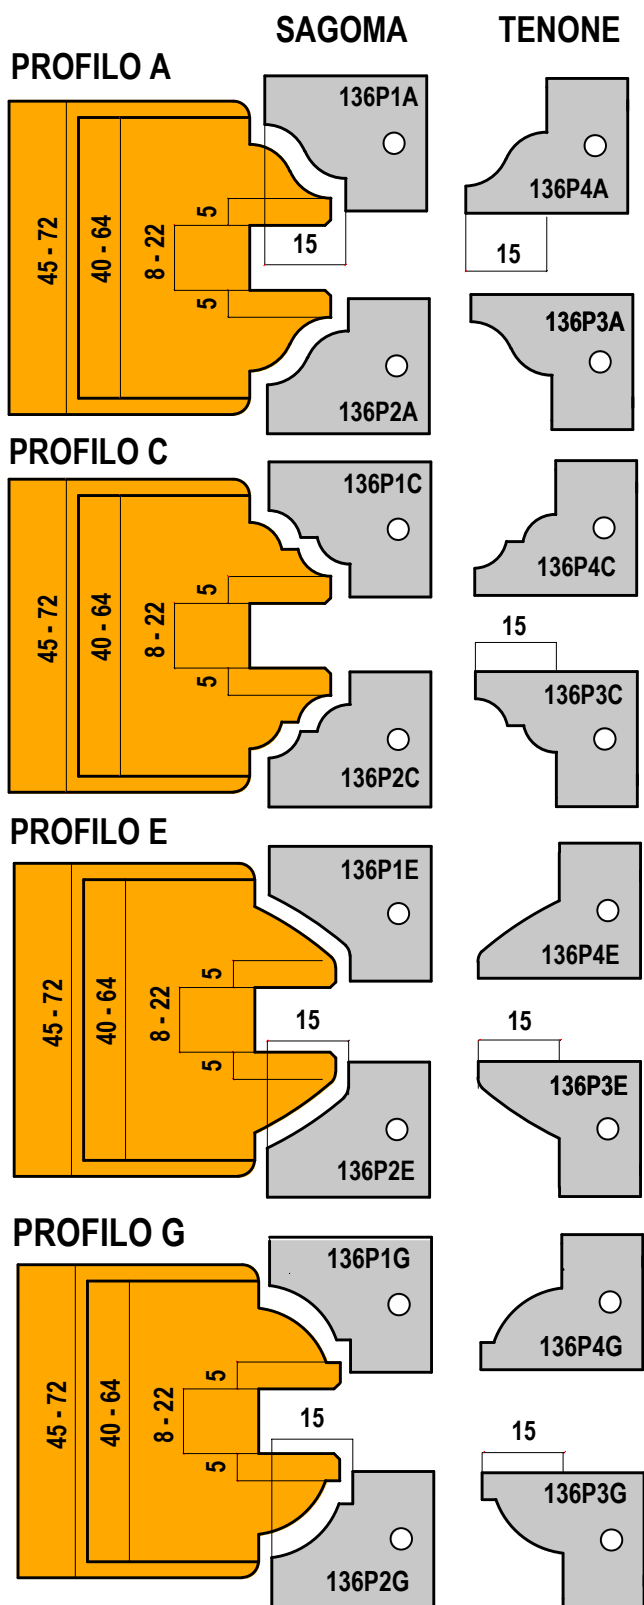 SAGOMA TENONE
PROFILO A
136P1A
136P4A
45 - 72
40 - 64
8 - 22
5
5
15
15
136P2A
136P3A
PROFILO C
136P1C
136P4C
45 - 72
40 - 64
8 - 22
5
5
15
136P2C
136P3C
PROFILO E
136P1E
136P4E
45 - 72
40 - 64
8 - 22
5
5
15
15
136P2E
136P3E
PROFILO G
136P1G
136P4G
45 - 72
40 - 64
8 - 22
5
5
15
15
136P2G
136P3G